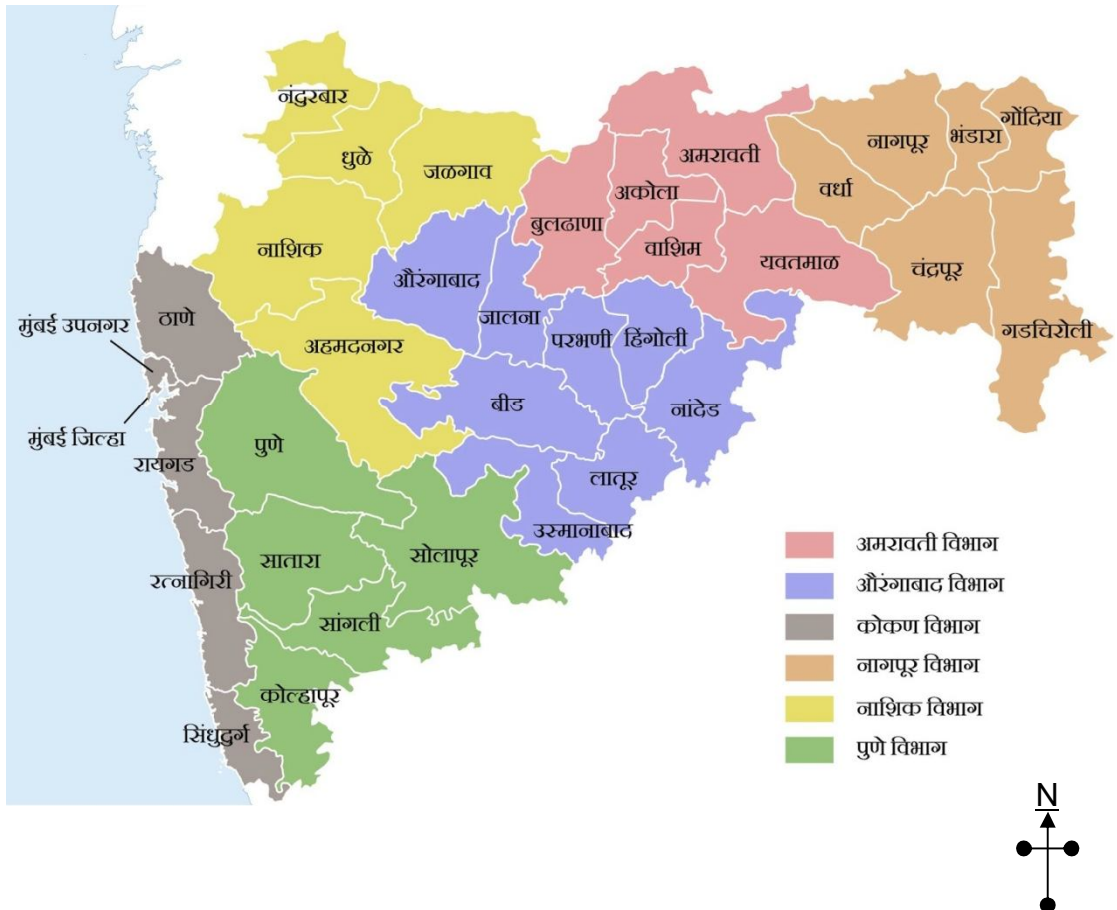 नंदुरबार
धुळे
जळगाव
नाशिक
अहमदनगर
औरंगाबाद
जालना
परभणी
हिंगोली
बीड
नांदेड
लातूर
उस्मानाबाद
बुलढाणा
अकोला
अमरावती
वाशिम
यवतमाळ
वर्धा
नागपूर
भंडारा
गोंदिया
चंद्रपूर
गडचिरोली
ठाणे
मुंबई उपनगर
मुंबई जिल्हा
रायगड
रत्नागिरी
सिंधुदुर्ग
पुणे
सातारा
सोलापूर
सांगली
कोल्हापूर
अमरावती विभाग
औरंगाबाद विभाग
कोकण विभाग
नागपूर विभाग
नाशिक विभाग
पुणे विभाग
N